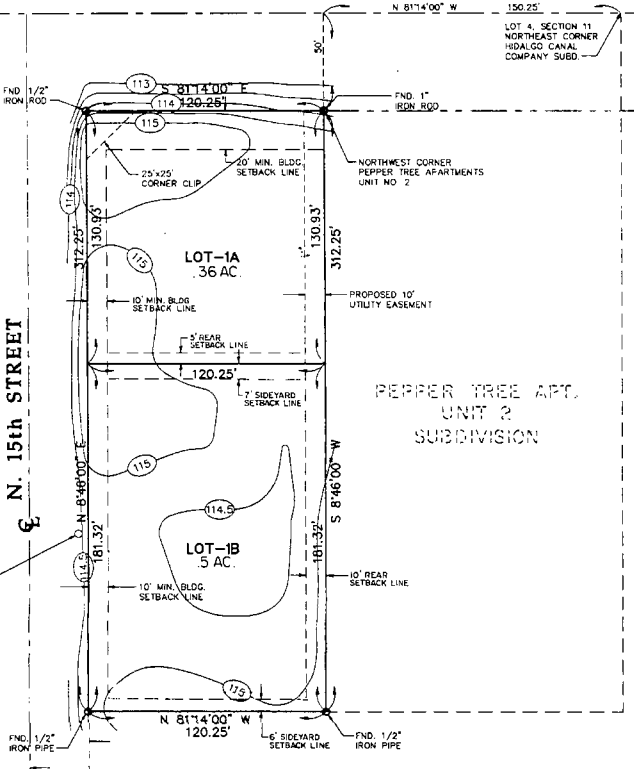 N 81°14'00" W 150.25'
LOT 4, SECTION 11
NORTHEAST CORNER
HIDALGO CANAL
COMPANY SUBD.
50'
FND 1/2"
IRON ROD
113
S 81°14'00" E
120.25'
114
115
FND. 1"
IRON ROD
20' MIN. BLDG
SETBACK LINE
25'x25'
CORNER CLIP
NORTHWEST CORNER
PEPPER TREE APARTMENTS
UNIT NO 2
114
312.25'
130.93'
115
LOT-1A
.36 AC.
130.93'
312.25'
10' MIN. BLDG
SETBACK LINE
PROPOSED 10'
UTILITY EASEMENT
5' REAR
SETBACK LINE
120.25'
7' SIDEYARD
SETBACK LINE
PEPPER TREE APT.
UNIT 2
SUBDIVISION
N. 15th STREET
N 8°46'00" E
115
S 8°46'00" W
114.5
181.32'
LOT-1B
.5 AC.
181.32'
114.5
10' MIN. BLDG.
SETBACK LINE
10' REAR
SETBACK LINE
115
N 81°14'00" W
120.25'
FND. 1/2"
IRON PIPE
6' SIDEYARD
SETBACK LINE
FND. 1/2"
IRON PIPE